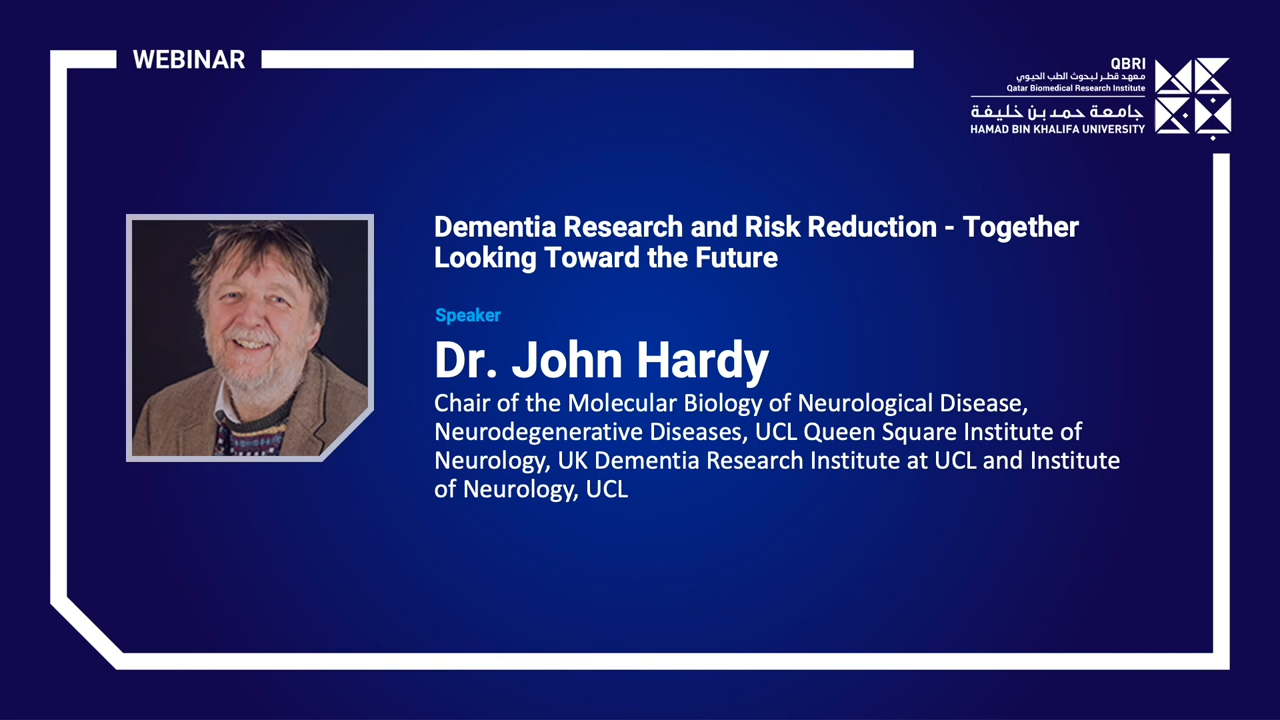 WEBINAR
QBRI
معهد قطر لبحوث الطب الحيوي
Qatar Biomedical Research Institute
جامعة حمد بن خليفة
HAMAD BIN KHALIFA UNIVERSITY
Dementia Research and Risk Reduction - Together
Looking Toward the Future
Speaker
Dr. John Hardy
Chair of the Molecular Biology of Neurological Disease,
Neurodegenerative Diseases, UCL Queen Square Institute of
Neurology, UK Dementia Research Institute at UCL and Institute
of Neurology, UCL